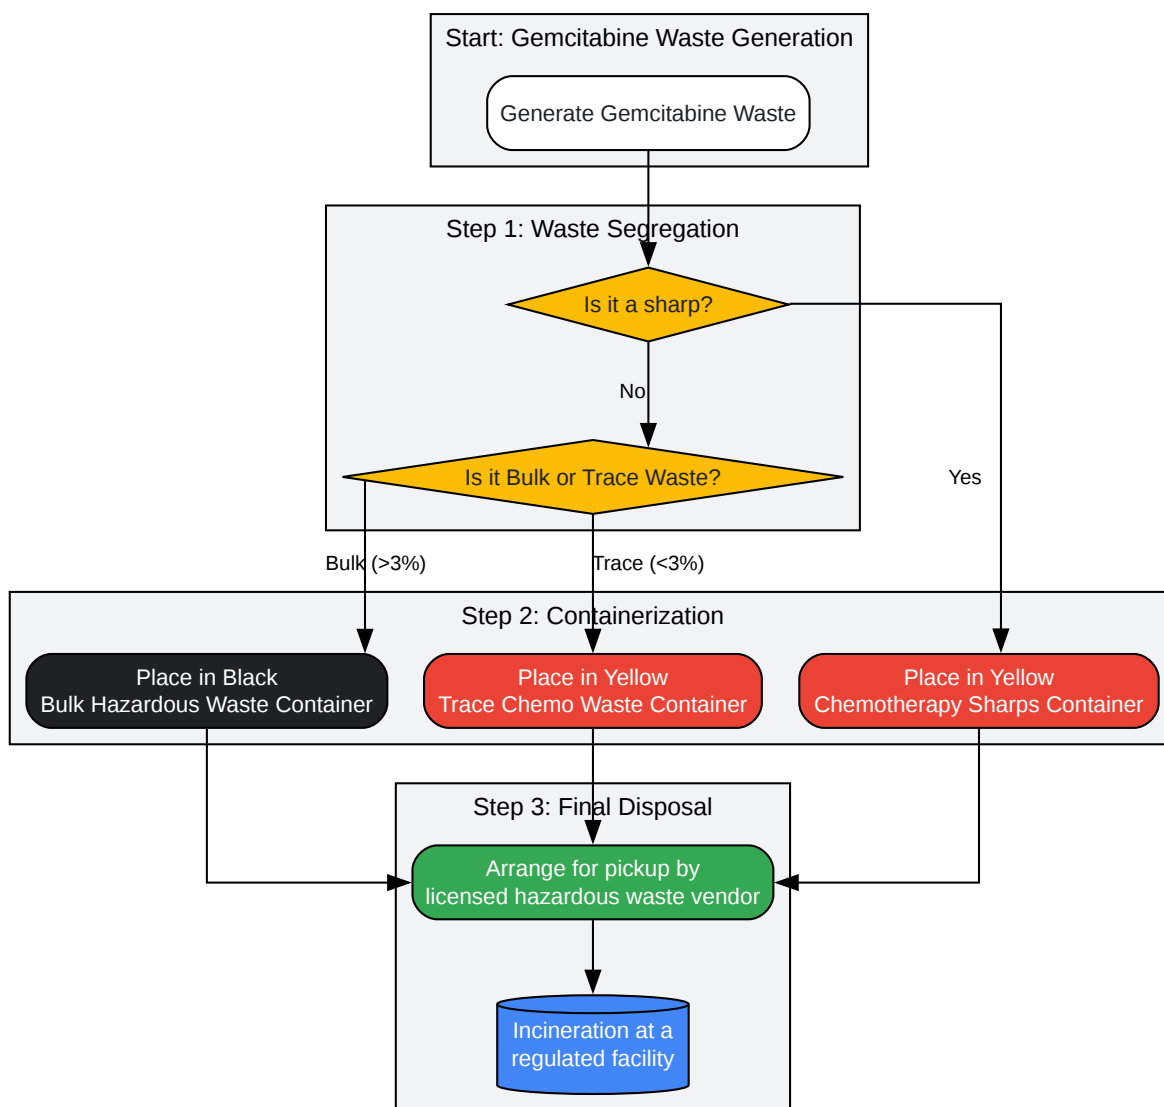 Start: Gemcitabine Waste Generation
Generate Gemcitabine Waste
Step 1: Waste Segregation
Is it a sharp?
No
Is it Bulk or Trace Waste?
Yes
Bulk (>3%)
Trace (<3%)
Step 2: Containerization
Place in Black
Bulk Hazardous Waste Container
Place in Yellow
Trace Chemo Waste Container
Place in Yellow
Chemotherapy Sharps Container
Step 3: Final Disposal
Arrange for pickup by
licensed hazardous waste vendor
Incineration at a
regulated facility